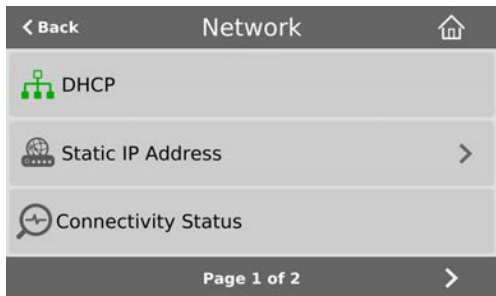 Back
Network
DHCP
Static IP Address
Connectivity Status
Page 1 of 2